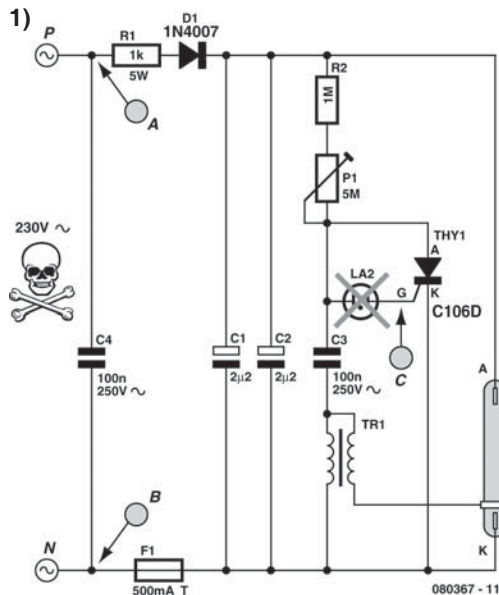 1)
P
R1
1k
5W
D1
1N4007
A
R2
1M
P1
5M
230V ~
THY1
A
LA2
G
K
C106D
C
C4
100n
250V ~
C1
2µ2
C2
2µ2
C3
100n
250V ~
TR1
A
B
N
F1
500mA T
K
080367 - 11